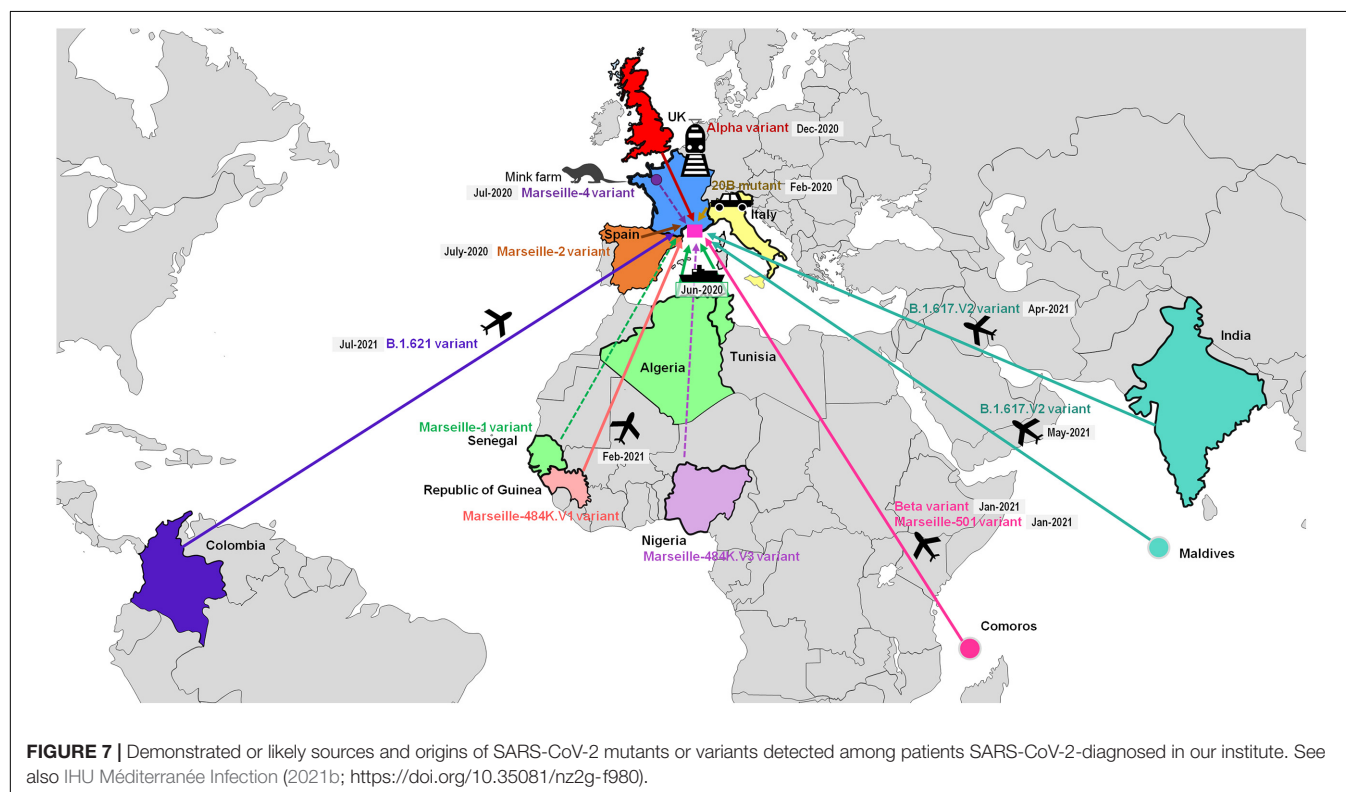 UK
Alpha variant Dec-2020
Mink farm
Jul-2020 Marseille-4 variant
20B mutant Feb-2020
Italy
Spain
July-2020 Marseille-2 variant
Jun-2020
B.1.617.V2 variant Apr-2021
India
Jul-2021 B.1.621 variant
Algeria
Tunisia
B.1.617.V2 variant
May-2021
Marseille-1 variant
Senegal
Feb-2021
Republic of Guinea
Marseille-484K.V1 variant
Beta variant Jan-2021
Marseille-501 variant Jan-2021
Nigeria
Marseille-484K.V3 variant
Colombia
Maldives
Comoros
FIGURE 7 | Demonstrated or likely sources and origins of SARS-CoV-2 mutants or variants detected among patients SARS-CoV-2-diagnosed in our institute. See
also IHU Méditerranée Infection (2021b; https://doi.org/10.35081/nz2g-f980).